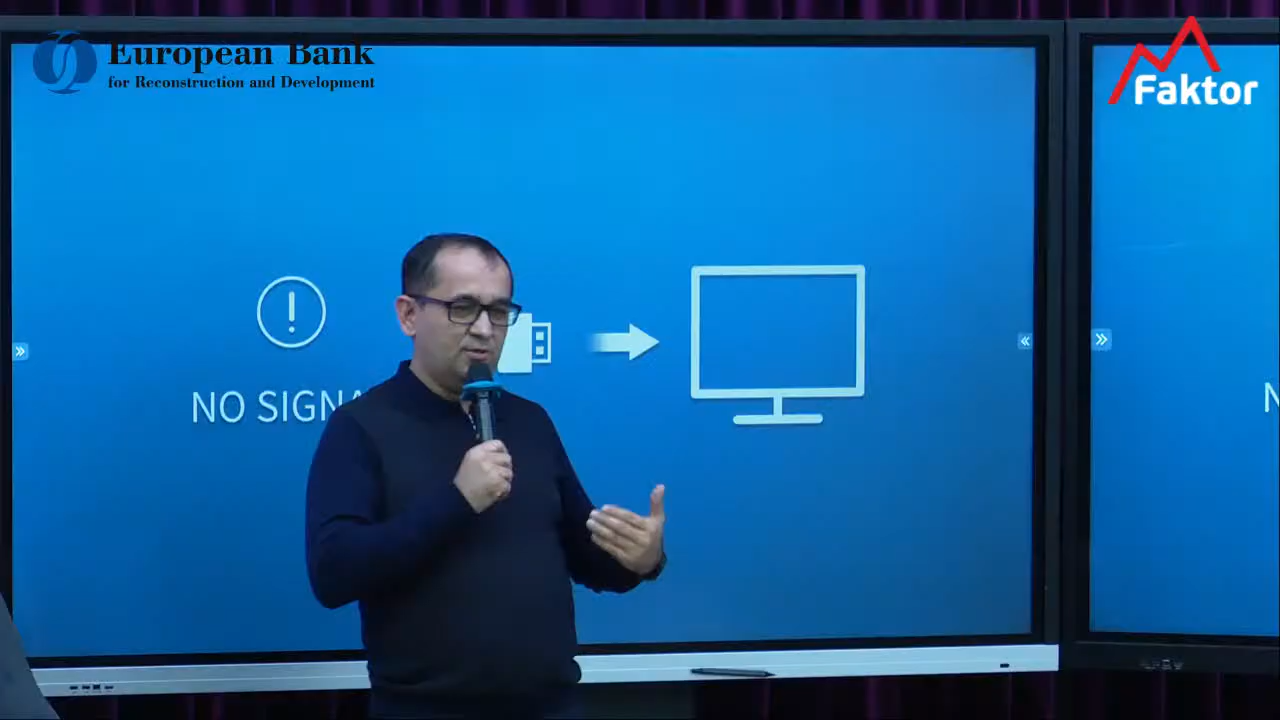 European Bank
for Reconstruction and Development
Faktor
NO SIGNA
N